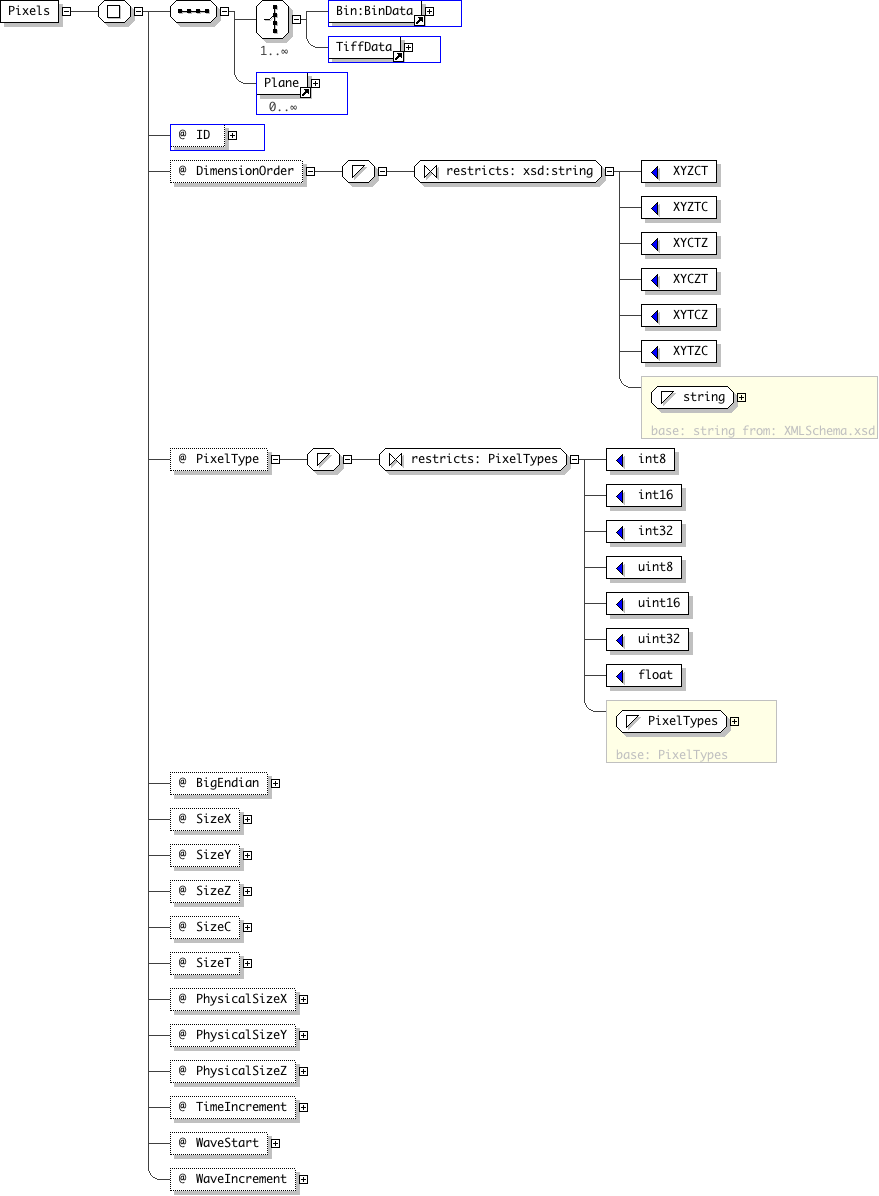 Pixels
Bin:BinData
1..∞
TiffData
Plane
0..∞
@ ID
@ DimensionOrder
restricts: xsd:string
XYZCT
XYZTC
XYCTZ
XYCZT
XYTCZ
XYTZC
string
base: string from: XMLSchema.xsd
@ PixelType
restricts: PixelTypes
int8
int16
int32
uint8
uint16
uint32
float
PixelTypes
base: PixelTypes
@ BigEndian
@ SizeX
@ SizeY
@ SizeZ
@ SizeC
@ SizeT
@ PhysicalSizeX
@ PhysicalSizeY
@ PhysicalSizeZ
@ TimeIncrement
@ WaveStart
@ WaveIncrement